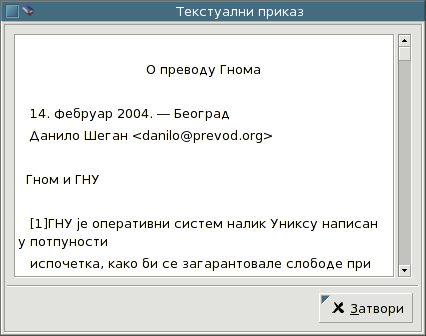 Текстуални приказ
О преводу Гнома
14. фебруар 2004. — Београд
Данило Шеган <danilo@prevod.org>
Гном и ГНУ
[1]ГНУ је оперативни систем налик Униксу написан
у потпуности
испочетка, како би се загарантовале слободе при
Затвори